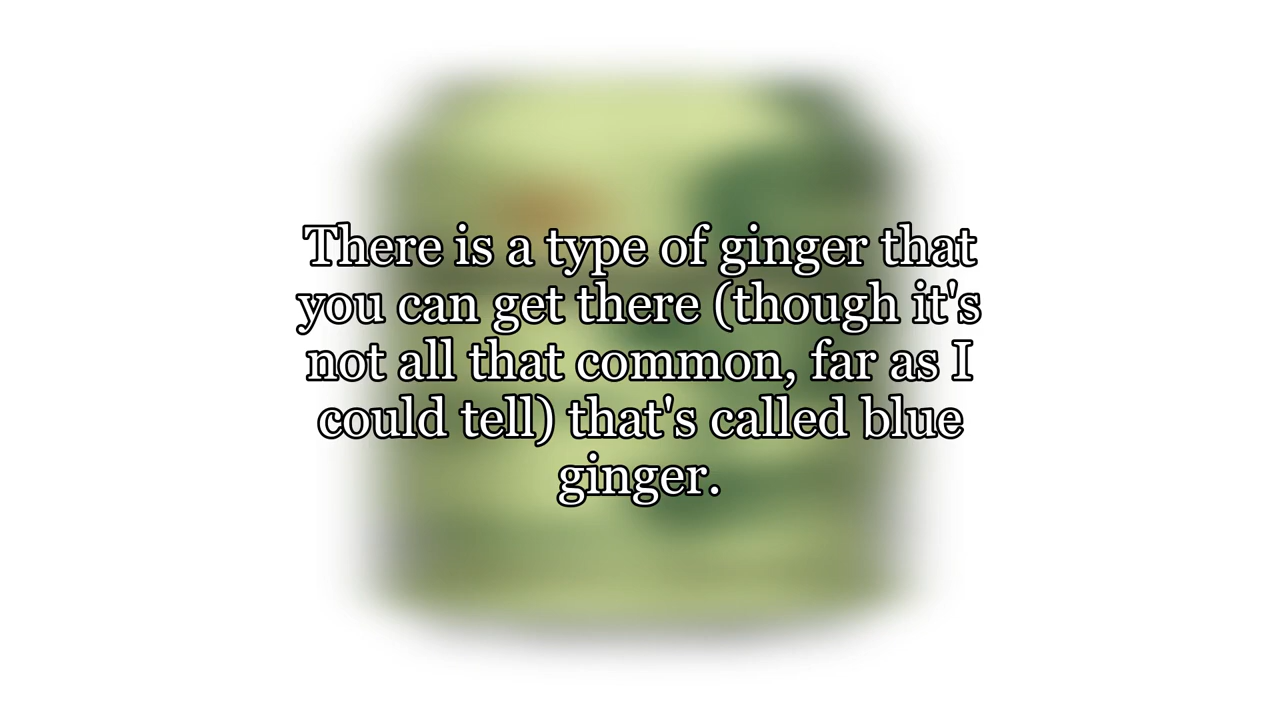 There is a type of ginger that
you can get there (though it's
not all that common, far as I
could tell) that's called blue
ginger.